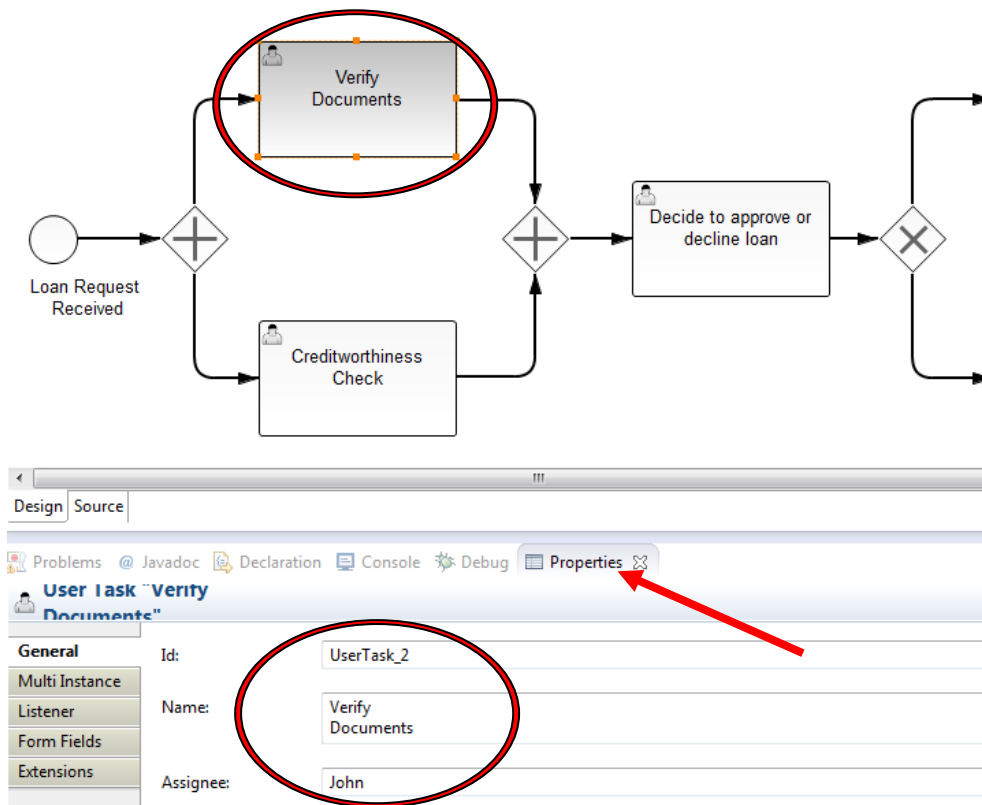 Verify
Documents
Decide to approve or
decline loan
Loan Request
Received
Creditworthiness
Check
Design Source
Problems @ Javadoc Declaration Console Debug Properties
User Task "Verify
Documents"
General
Id: UserTask_2
Multi Instance
Name: Verify
Listener
Documents
Form Fields
Extensions
Assignee: John